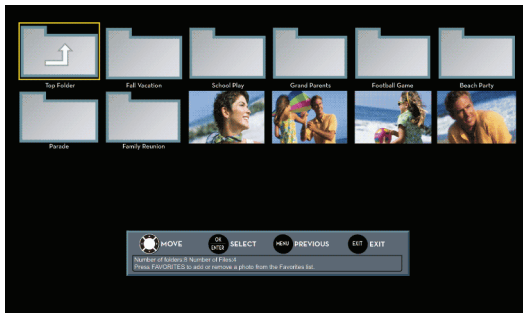 Top Folder Fall Vacation School Play Grand Parents Football Game Beach Party
Parade Family Reunion
MOVE OK ENTER SELECT MENU PREVIOUS EXIT EXIT
Number of folders:8 Number of Files:4
Press FAVORITES to add or remove a photo from the Favorites list.